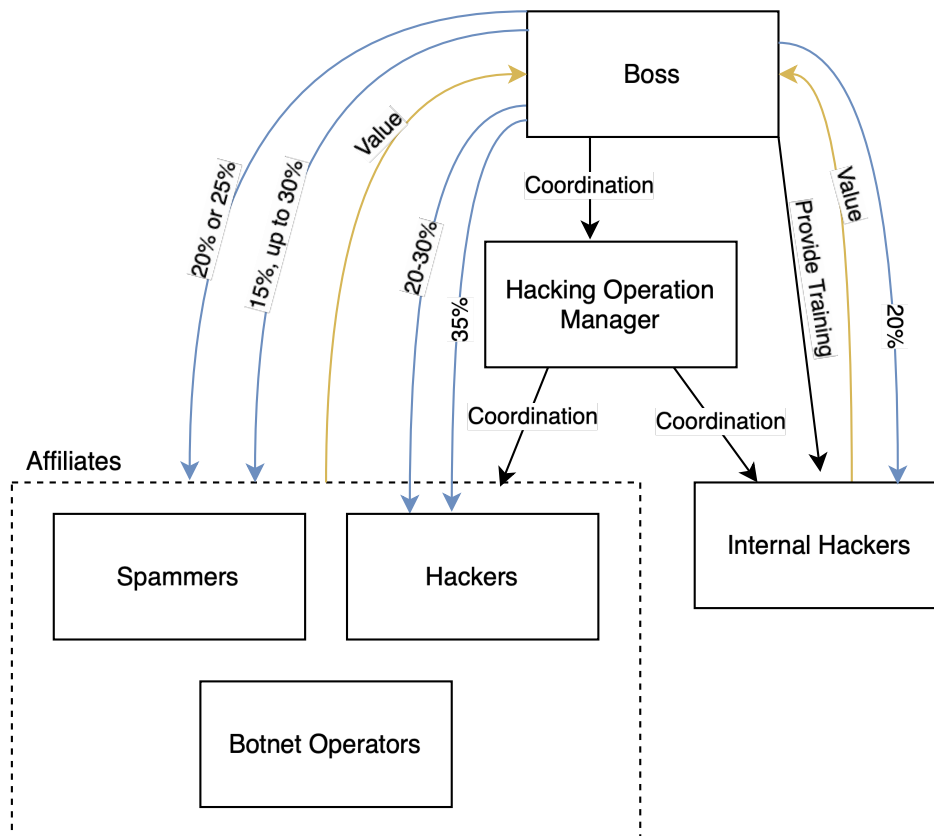 Boss
Value
20% or 25%
15%, up to 30%
Coordination
Value
Provide Training
20-30%
35%
20%
Hacking Operation
Manager
Coordination
Coordination
Affiliates
Internal Hackers
Spammers
Hackers
Botnet Operators